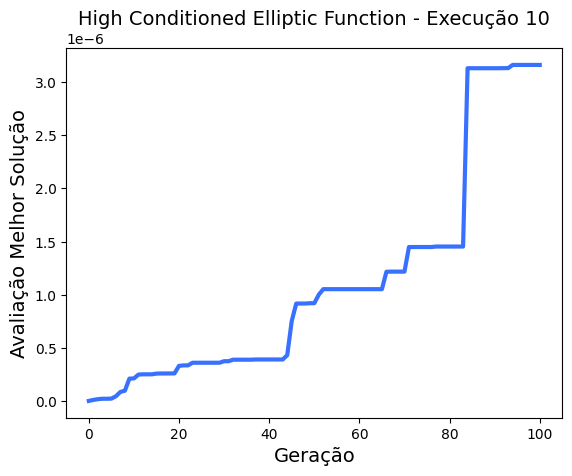 High Conditioned Elliptic Function - Execução 10
1e−6
3.0
2.5
2.0
1.5
1.0
0.5
0.0
Avaliação Melhor Solução
0 20 40 60 80 100
Geração